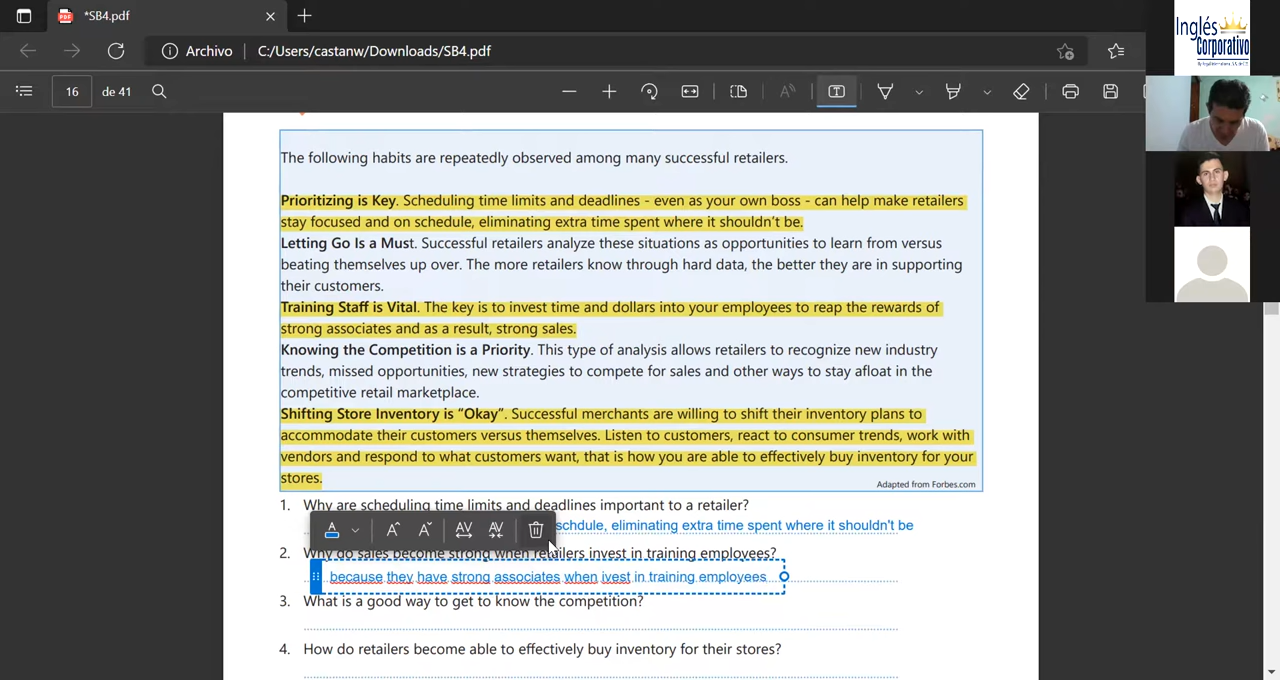 *SB4.pdf
Archivo C:/Users/castanw/Downloads/SB4.pdf
16 de 41
Inglés
Corporativo
The following habits are repeatedly observed among many successful retailers.
Prioritizing is Key. Scheduling time limits and deadlines - even as your own boss - can help make retailers
stay focused and on schedule, eliminating extra time spent where it shouldn't be.
Letting Go Is a Must. Successful retailers analyze these situations as opportunities to learn from versus
beating themselves up over. The more retailers know through hard data, the better they are in supporting
their customers.
Training Staff is Vital. The key is to invest time and dollars into your employees to reap the rewards of
strong associates and as a result, strong sales.
Knowing the Competition is a Priority. This type of analysis allows retailers to recognize new industry
trends, missed opportunities, new strategies to compete for sales and other ways to stay afloat in the
competitive retail marketplace.
Shifting Store Inventory is “Okay”. Successful merchants are willing to shift their inventory plans to
accommodate their customers versus themselves. Listen to customers, react to consumer trends, work with
vendors and respond to what customers want, that is how you are able to effectively buy inventory for your
stores.
Adapted from Forbes.com
1. Why are scheduling time limits and deadlines important to a retailer?
schdule, eliminating extra time spent where it shouldn't be
2. Why do sales become strong when retailers invest in training employees?
because they have strong associates when ivest in training employees
3. What is a good way to get to know the competition?
4. How do retailers become able to effectively buy inventory for their stores?